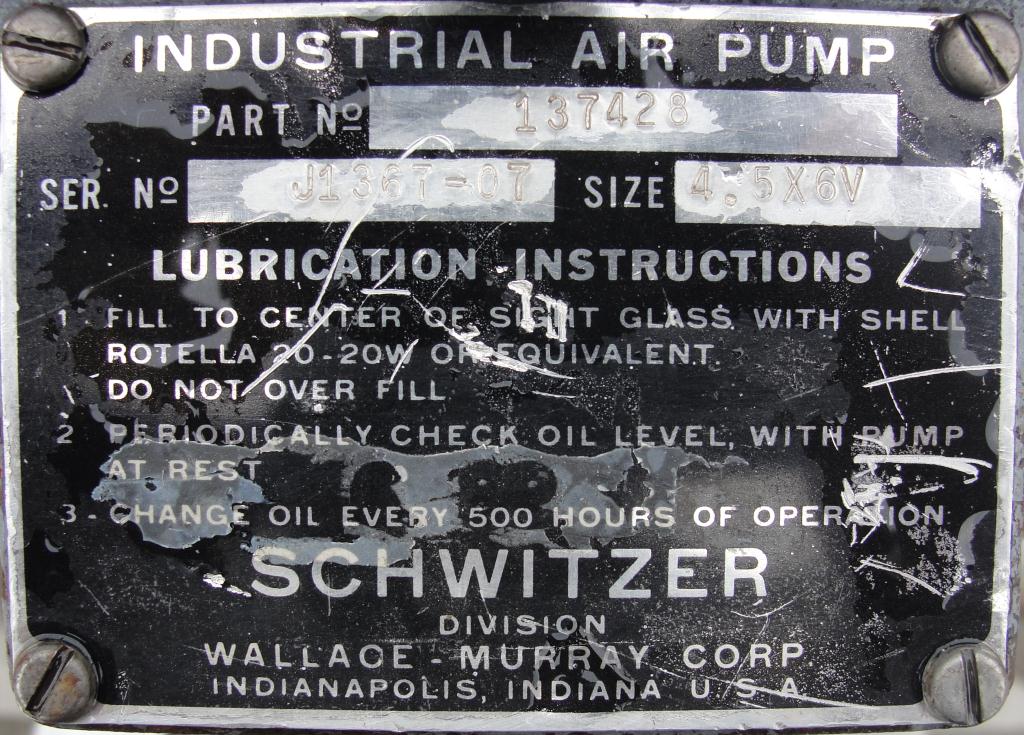 INDUSTRIAL AIR PUMP
PART Nº 137428
SER. Nº J1367-07 SIZE 4.5X6V
LUBRICATION INSTRUCTIONS
1 - FILL TO CENTER OF SIGHT GLASS WITH SHELL
ROTELLA 20-20W OR EQUIVALENT.
DO NOT OVER FILL
2 - PERIODICALLY CHECK OIL LEVEL, WITH PUMP
AT REST
3 - CHANGE OIL EVERY 500 HOURS OF OPERATION
SCHWITZER
DIVISION
WALLACE - MURRAY CORP.
INDIANAPOLIS, INDIANA U.S.A.